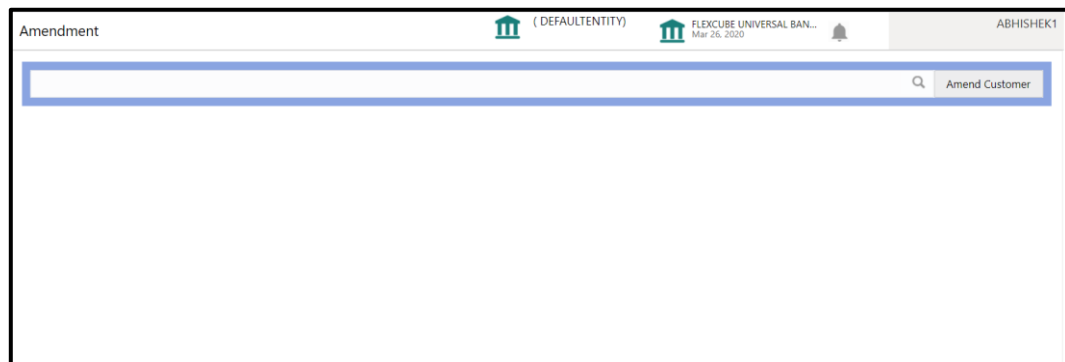 Amendment
( DEFAULTENTITY)
FLEXCUBE UNIVERSAL BAN...
Mar 26, 2020
ABHISHEK1
Amend Customer